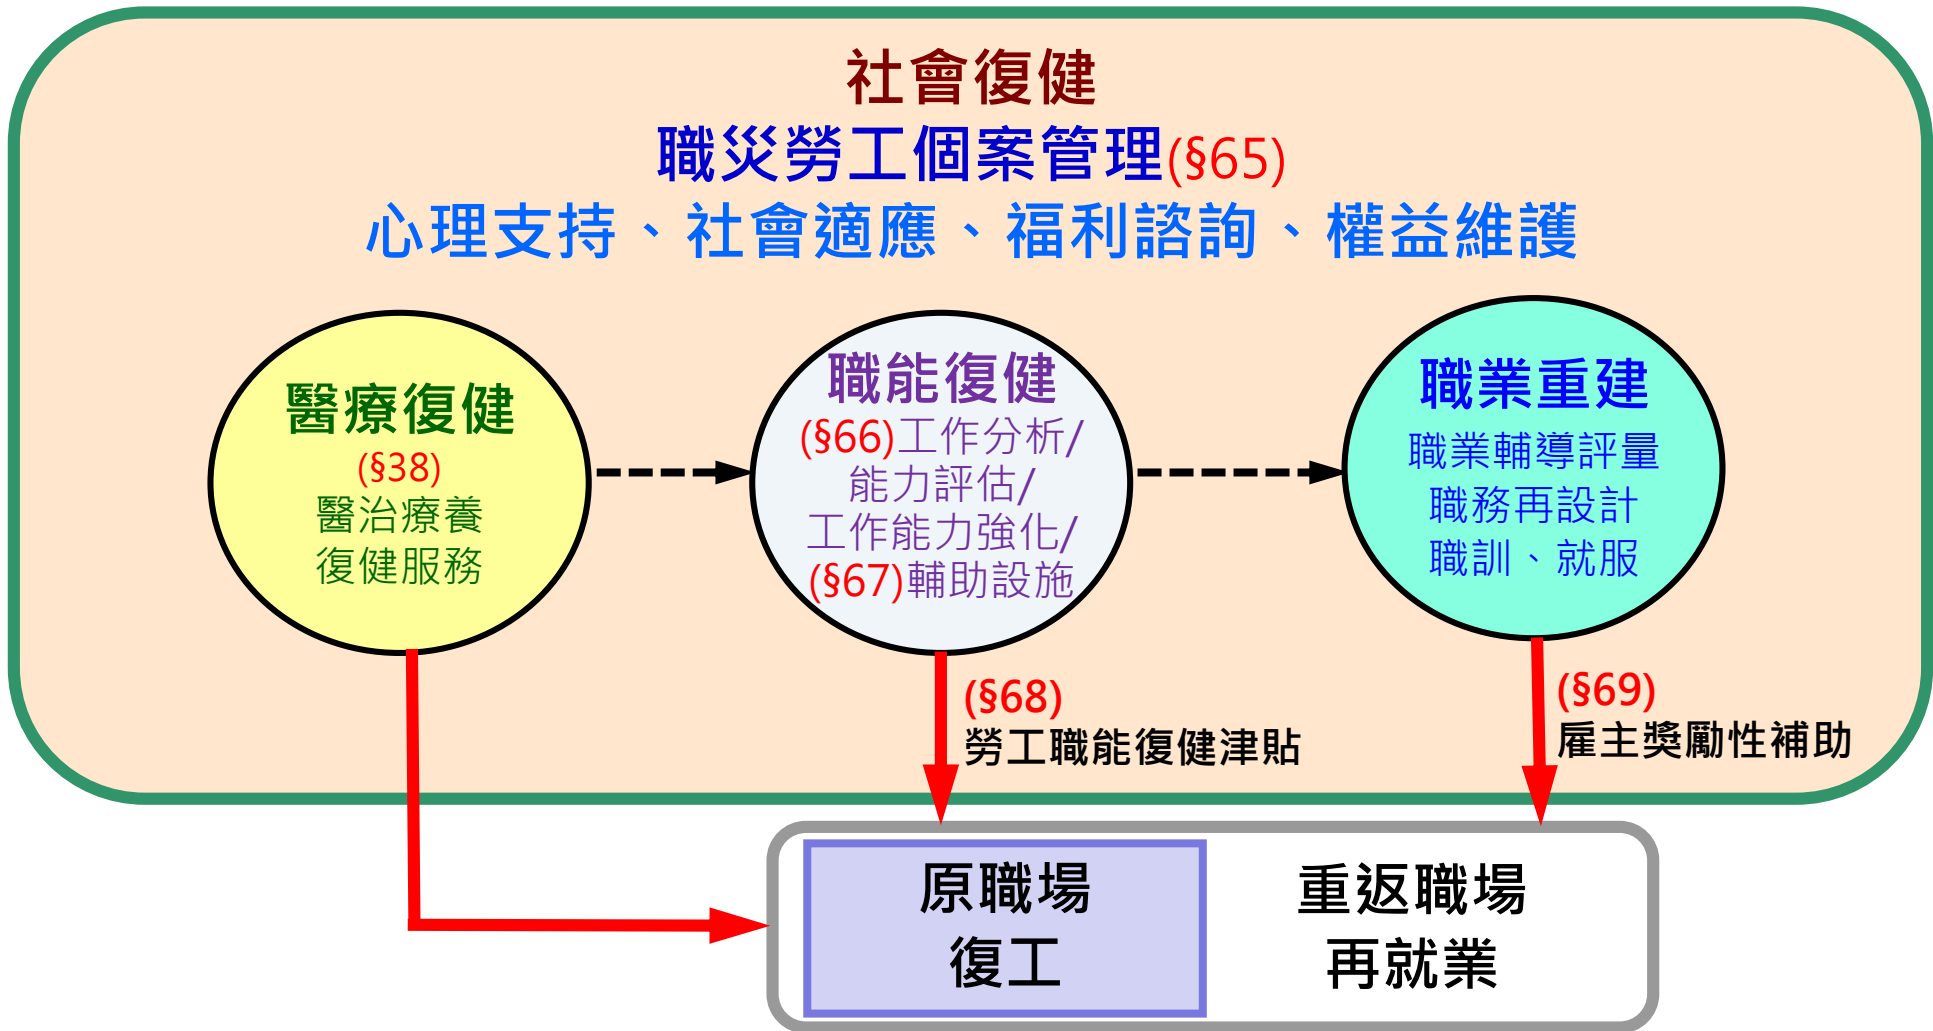 社會復健
職災勞工個案管理(§65)
心理支持、社會適應、福利諮詢、權益維護
醫療復健
(§38)
醫治療養
復健服務
職能復健
(§66)工作分析/
能力評估/
工作能力強化/
(§67)輔助設施
職業重建
職業輔導評量
職務再設計
職訓、就服
(§68)
勞工職能復健津貼
(§69)
雇主獎勵性補助
原職場
復工
重返職場
再就業